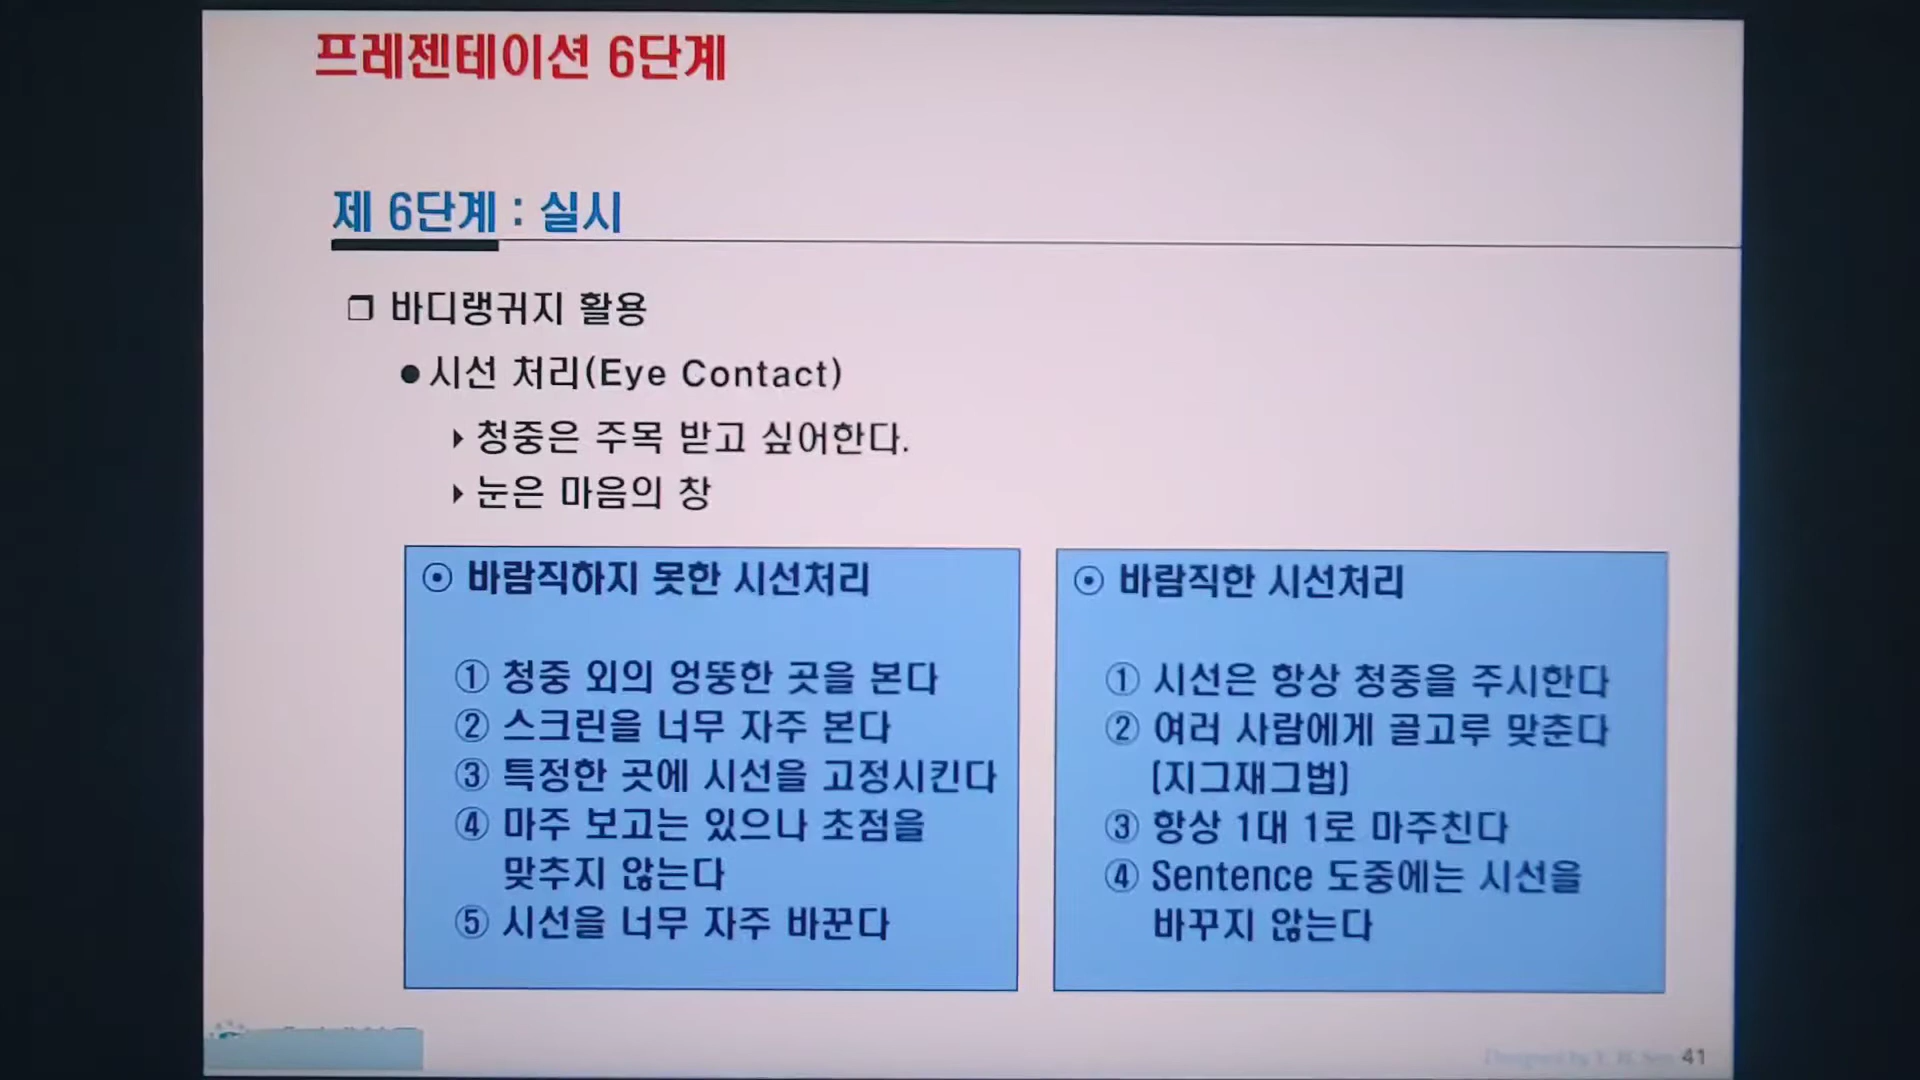 프레젠테이션 6단계
제 6단계 : 실시
❐ 바디랭귀지 활용
●시선 처리(Eye Contact)
▸청중은 주목 받고 싶어한다.
▸눈은 마음의 창
⊙ 바람직하지 못한 시선처리
① 청중 외의 엉뚱한 곳을 본다
② 스크린을 너무 자주 본다
③ 특정한 곳에 시선을 고정시킨다
④ 마주 보고는 있으나 초점을
맞추지 않는다
⑤ 시선을 너무 자주 바꾼다
⊙ 바람직한 시선처리
① 시선은 항상 청중을 주시한다
② 여러 사람에게 골고루 맞춘다
(지그재그법)
③ 항상 1대 1로 마주친다
④ Sentence 도중에는 시선을
바꾸지 않는다
Designed by 41